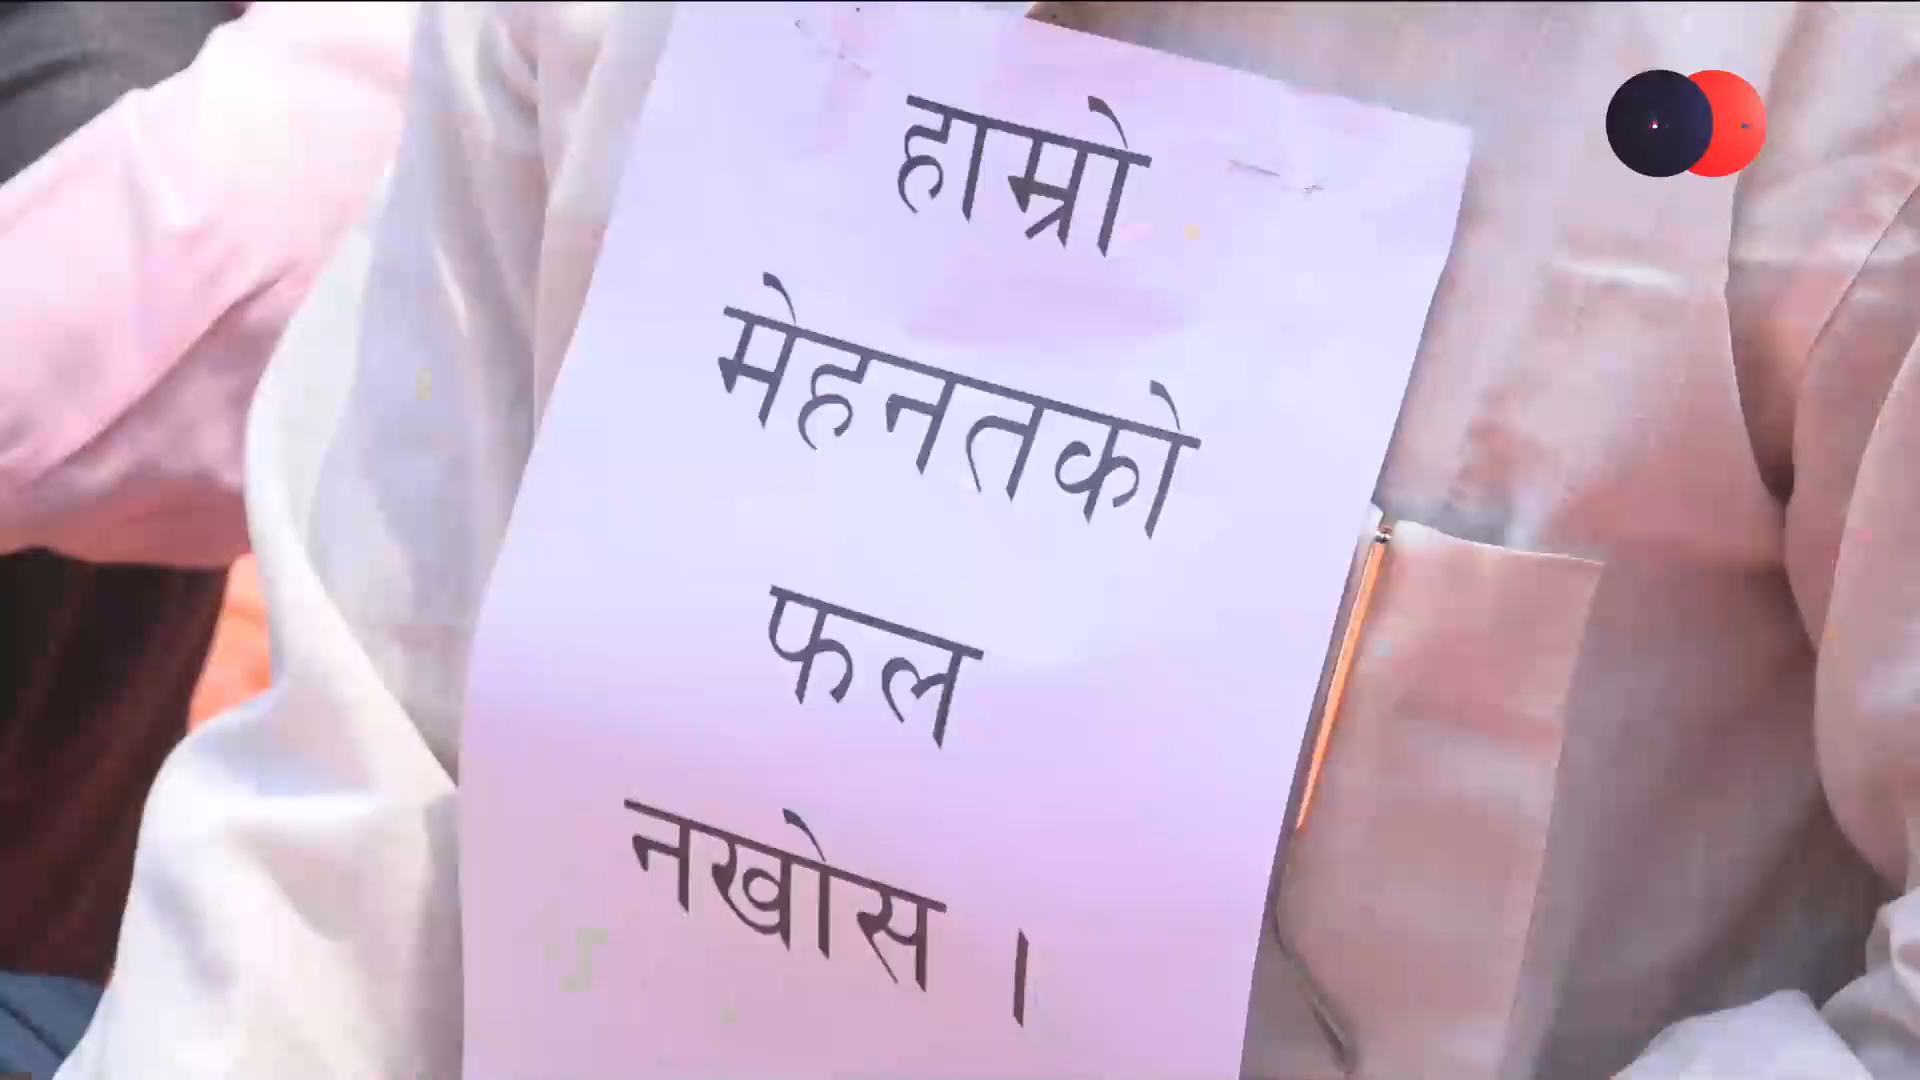 हाम्रो
मेहनतको
फल
नखोस ।